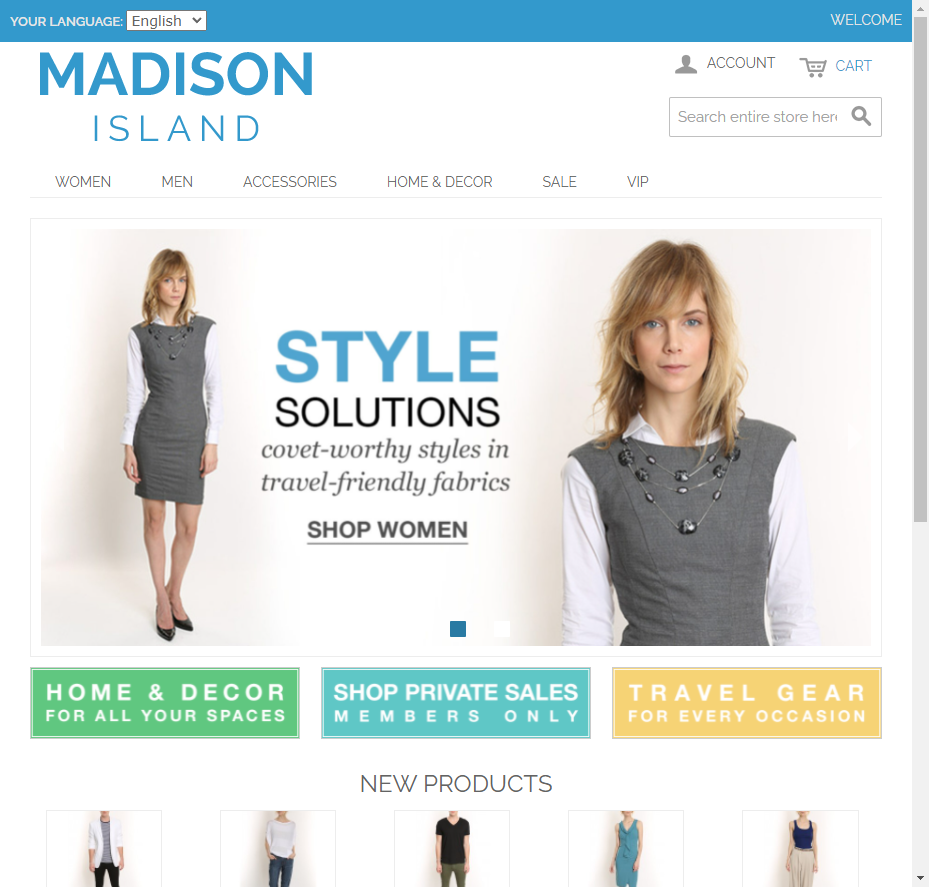 YOUR LANGUAGE: English
WELCOME
MADISON
ISLAND
ACCOUNT
CART
Search entire store here
WOMEN
MEN
ACCESSORIES
HOME & DECOR
SALE
VIP
STYLE
SOLUTIONS
covet-worthy styles in
travel-friendly fabrics
SHOP WOMEN
HOME & DECOR
FOR ALL YOUR SPACES
SHOP PRIVATE SALES
MEMBERS ONLY
TRAVEL GEAR
FOR EVERY OCCASION
NEW PRODUCTS